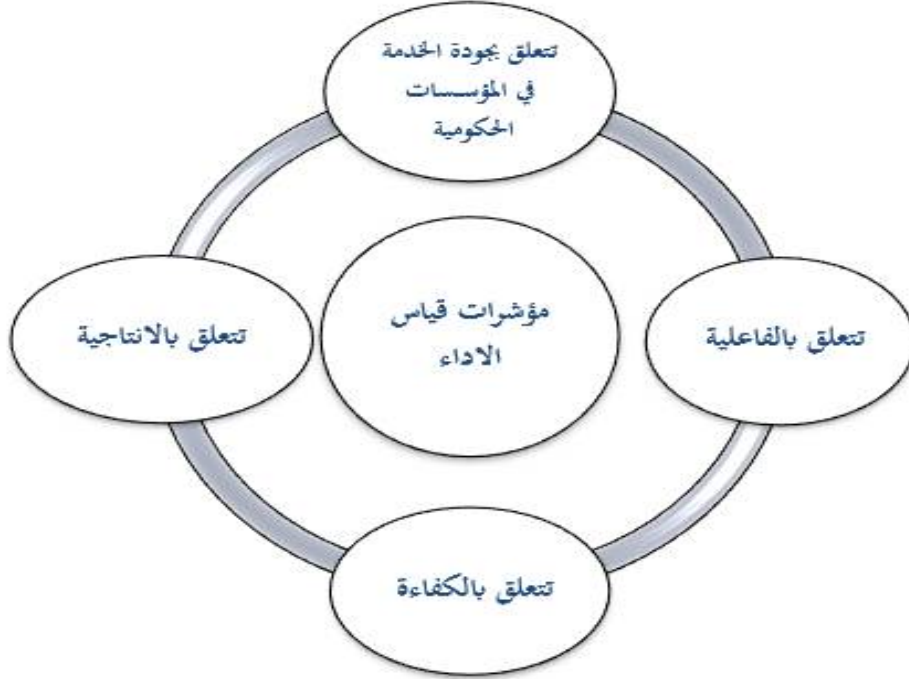 تتعلق بجودة الخدمة
في المؤسسات
الحكومية
مؤشرات قياس
الاداء
تتعلق بالفاعلية
تتعلق بالانتاجية
تتعلق بالكفاءة